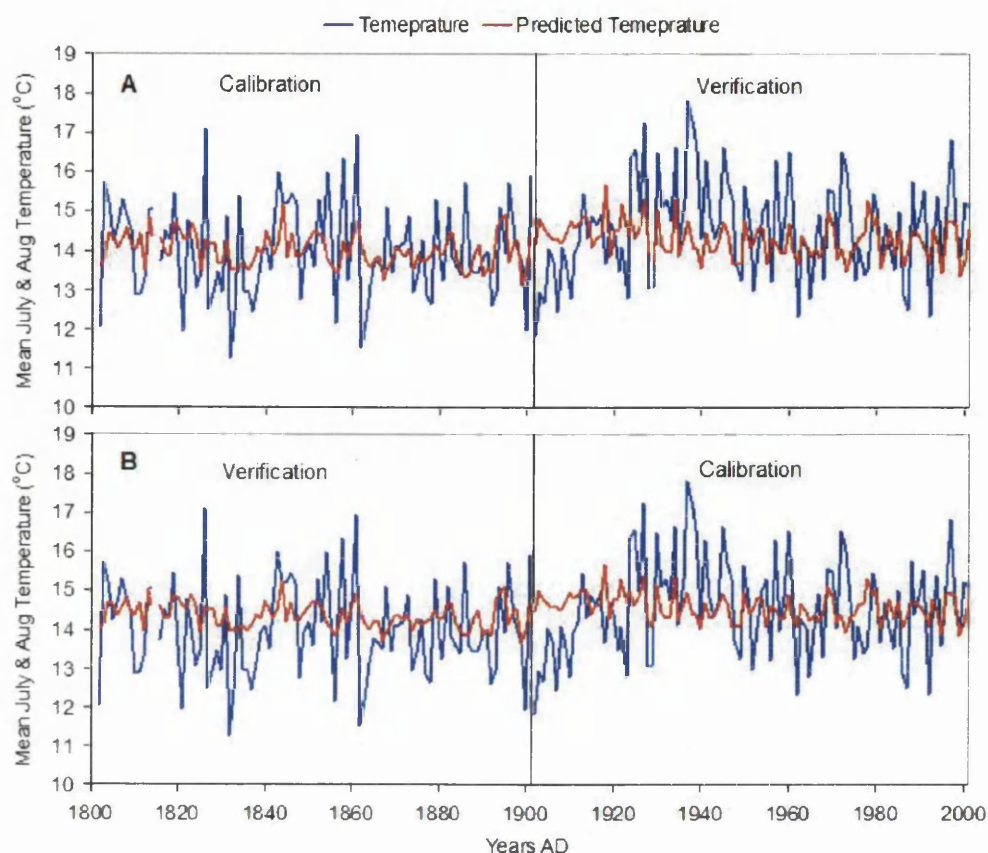 Temeprature Predicted Temeprature
19
18
17
16
15
14
13
12
11
10
Mean July & Aug Temperature (°C)
A
Calibration
Verification
19
18
17
16
15
14
13
12
11
10
Mean July & Aug Temperature (°C)
B
Verification
Calibration
1800 1820 1840 1860 1880 1900 1920 1940 1960 1980 2000
Years AD